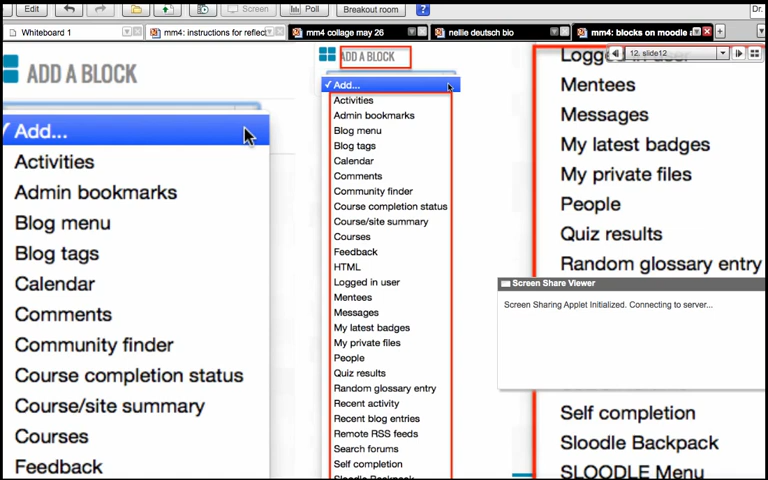 Edit
Screen
Poll
Breakout room
?
Dr.
Whiteboard 1
mm4: instructions for reflec
mm4 collage may 26
nellie deutsch bio
mm4: blocks on moodle
12. slide12
ADD A BLOCK
Add...
Activities
Admin bookmarks
Blog menu
Blog tags
Calendar
Comments
Community finder
Course completion status
Course/site summary
Courses
Feedback
ADD A BLOCK
Add...
Activities
Admin bookmarks
Blog menu
Blog tags
Calendar
Comments
Community finder
Course completion status
Course/site summary
Courses
Feedback
HTML
Logged in user
Mentees
Messages
My latest badges
My private files
People
Quiz results
Random glossary entry
Recent activity
Recent blog entries
Remote RSS feeds
Search forums
Self completion
Sloodle Backpack
Logged in user
Mentees
Messages
My latest badges
My private files
People
Quiz results
Random glossary entry
Screen Share Viewer
Screen Sharing Applet Initialized. Connecting to server...
Self completion
Sloodle Backpack
SLOODLE Menu